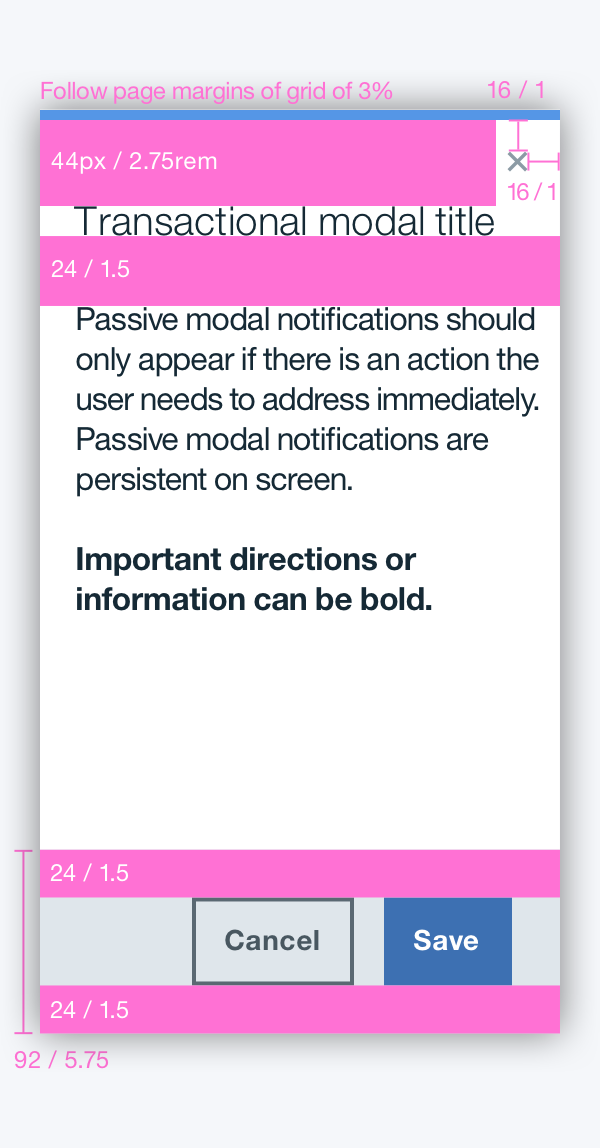 Follow page margins of grid of 3%
16 / 1
44px / 2.75rem
16 / 1
Transactional modal title
24 / 1.5
Passive modal notifications should
only appear if there is an action the
user needs to address immediately.
Passive modal notifications are
persistent on screen.
Important directions or
information can be bold.
24 / 1.5
Cancel
Save
24 / 1.5
92 / 5.75